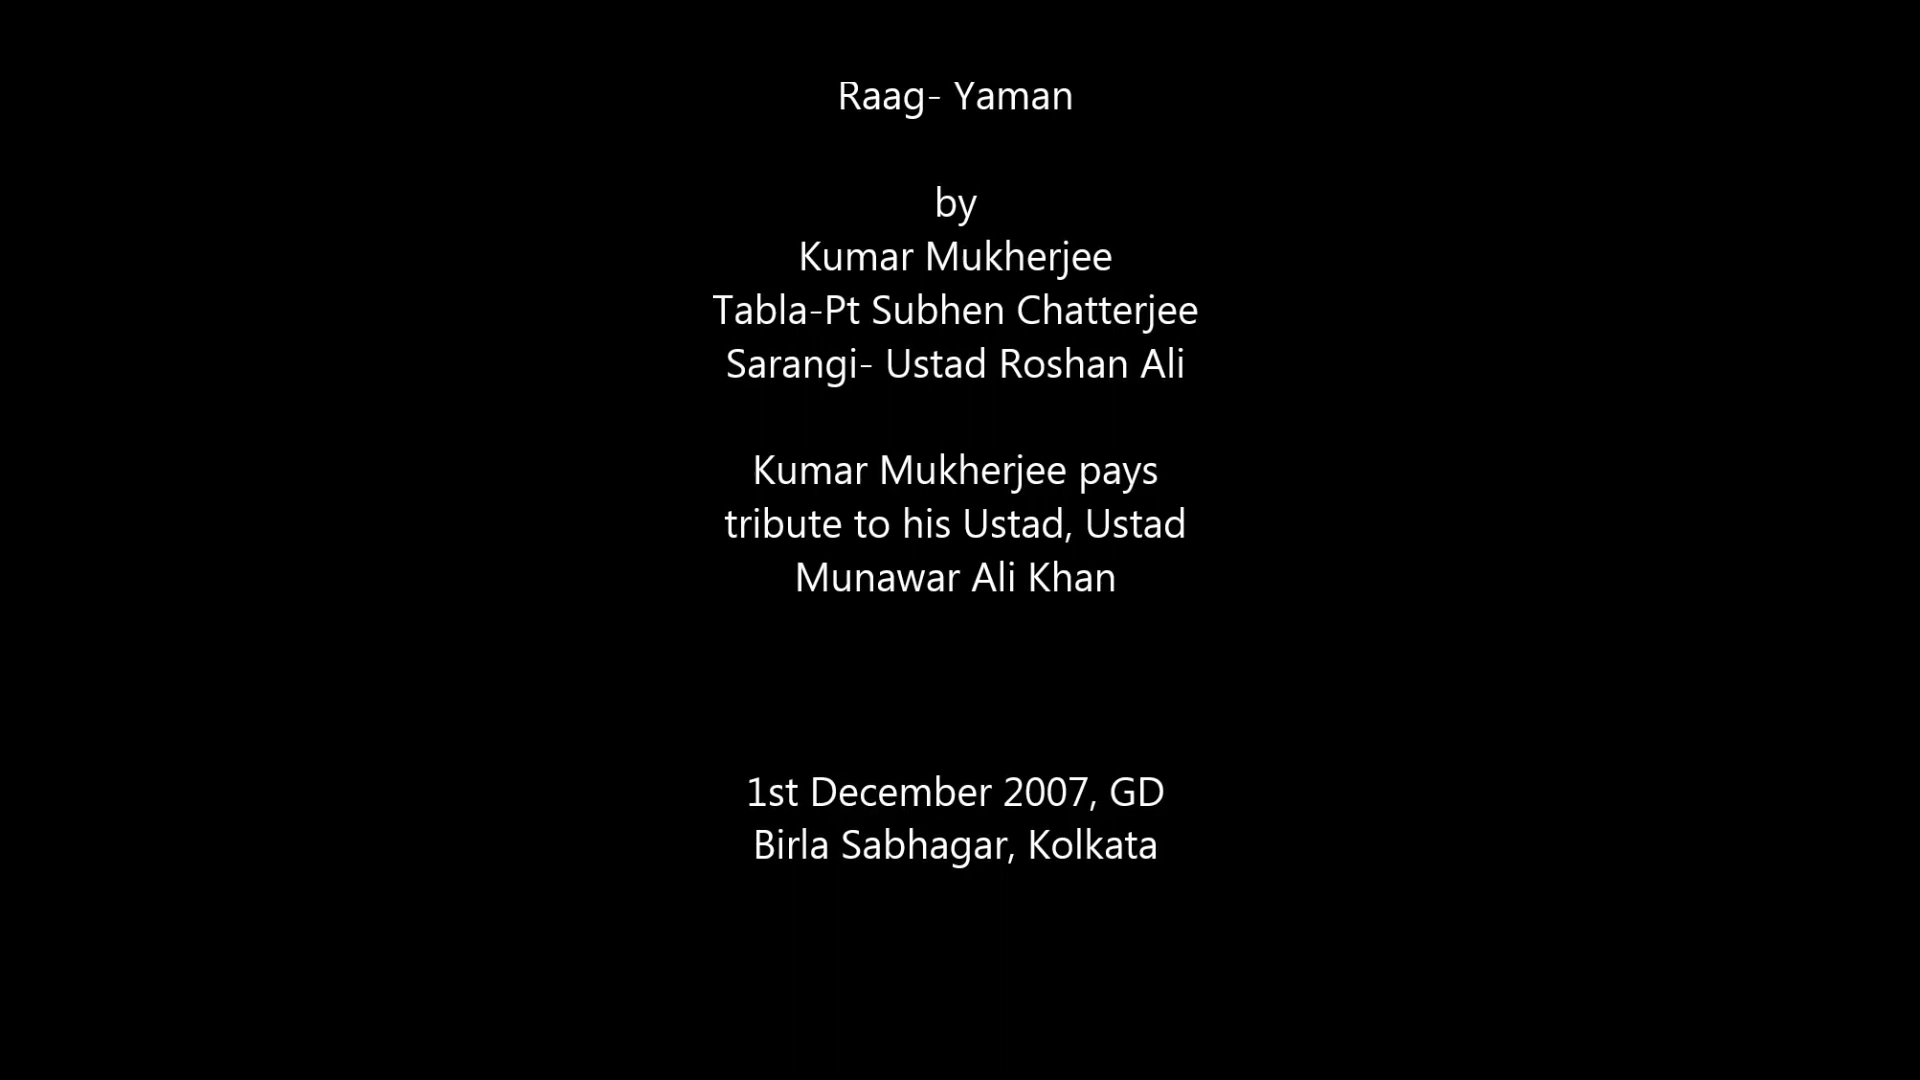 Raag- Yaman
by
Kumar Mukherjee
Tabla-Pt Subhen Chatterjee
Sarangi- Ustad Roshan Ali
Kumar Mukherjee pays
tribute to his Ustad, Ustad
Munawar Ali Khan
1st December 2007, GD
Birla Sabhagar, Kolkata